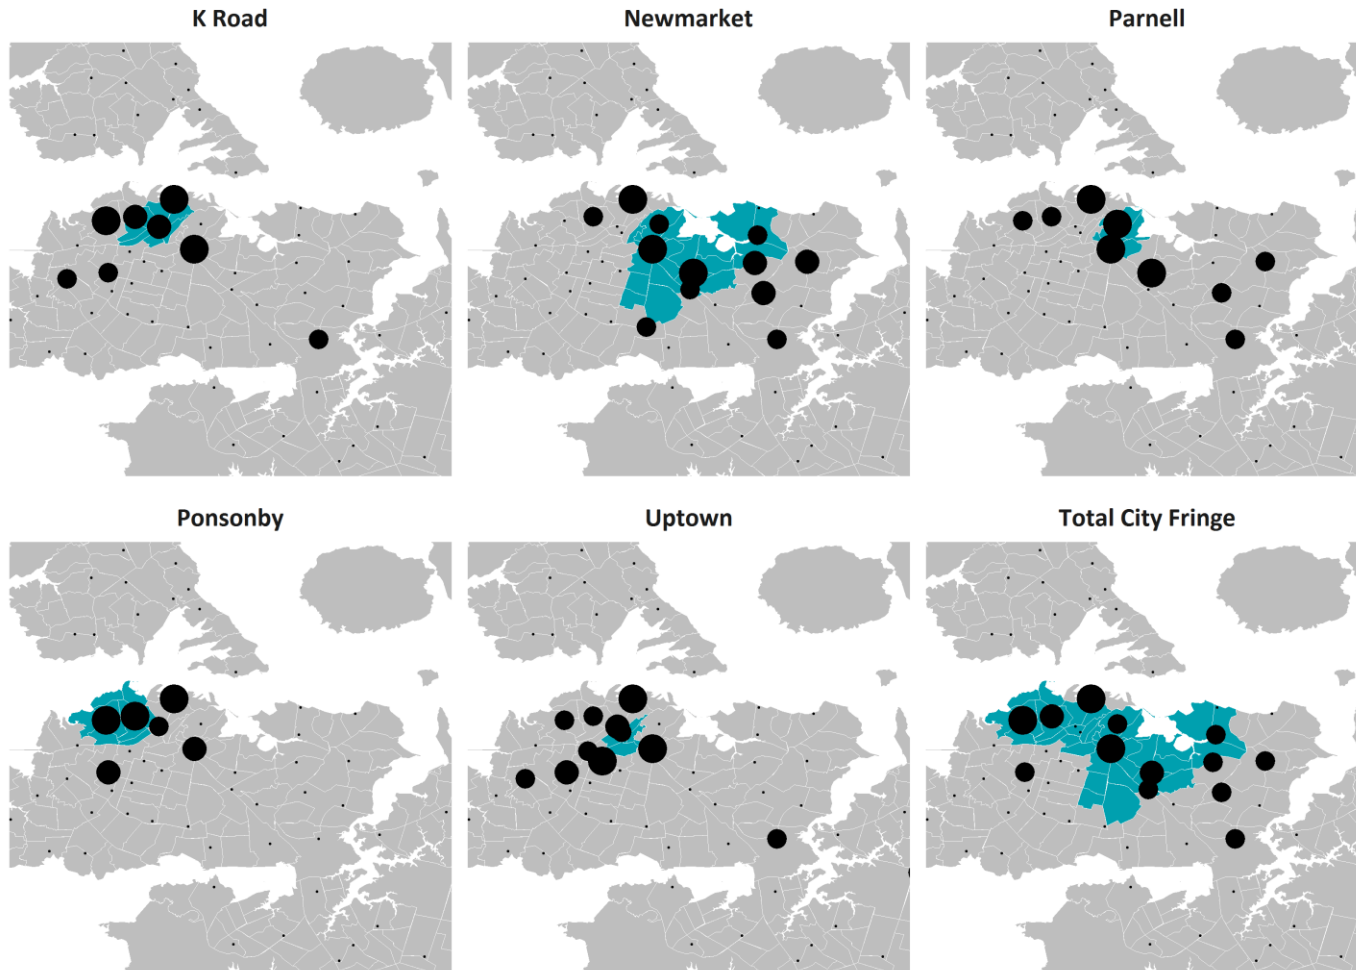 K Road
Newmarket
Parnell
Ponsonby
Uptown
Total City Fringe